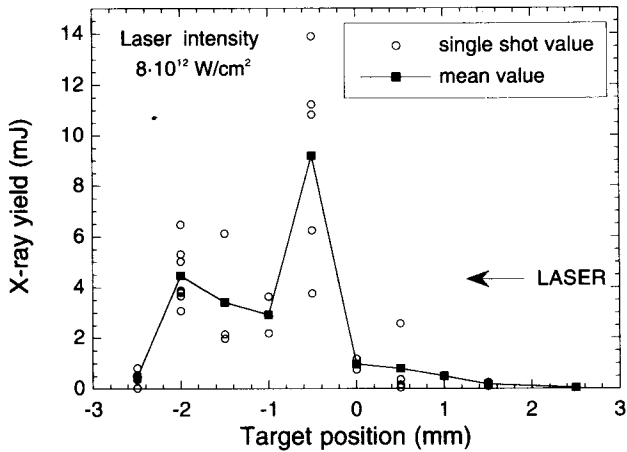 14
12
10
8
6
4
2
0
X-ray yield (mJ)
Laser intensity
8·10¹² W/cm²
single shot value
mean value
LASER
-3
-2
-1
0
1
2
3
Target position (mm)